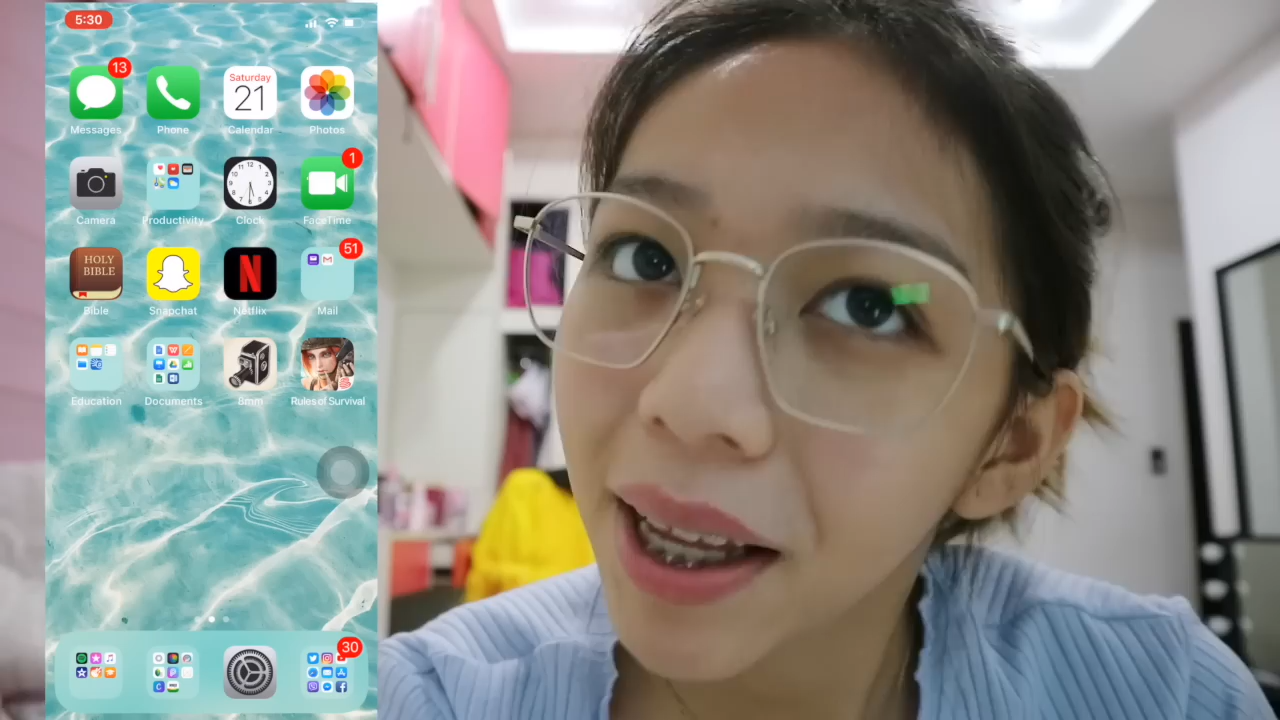 5:30
13
Saturday
21
Messages
Phone
Calendar
Photos
1
Camera
Productivity
Clock
FaceTime
HOLY
BIBLE
N
51
Bible
Snapchat
Netflix
Mail
Education
Documents
8mm
Rules of Survival
30